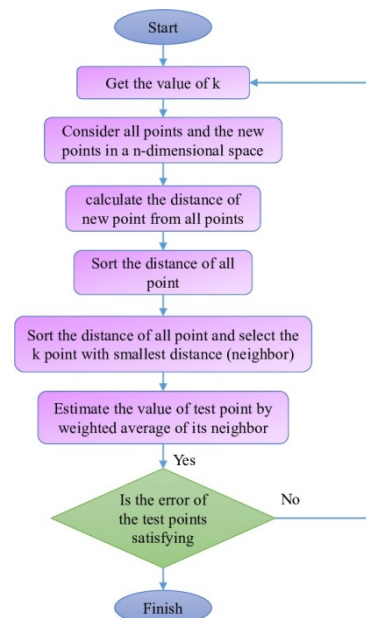 Start
Get the value of k
Consider all points and the new
points in a n-dimensional space
calculate the distance of
new point from all points
Sort the distance of all
point
Sort the distance of all point and select the
k point with smallest distance (neighbor)
Estimate the value of test point by
weighted average of its neighbor
Yes
Is the error of
the test points
satisfying
No
Finish